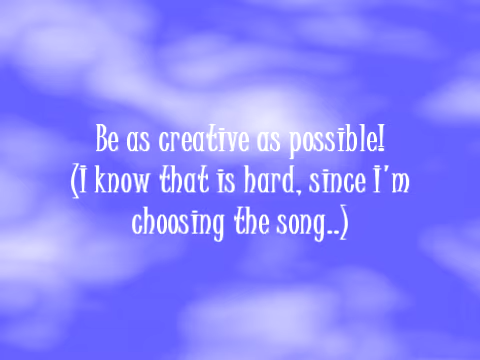 Be as creative as possible!
(I know that is hard, since I'm
choosing the song..)